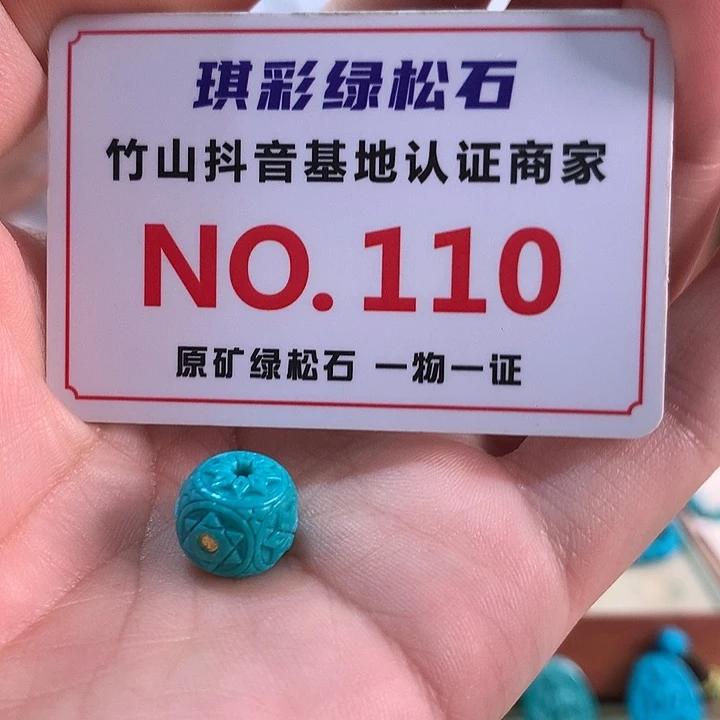 琪彩绿松石
竹山抖音基地认证商家
NO.110
原矿绿松石 一物一证